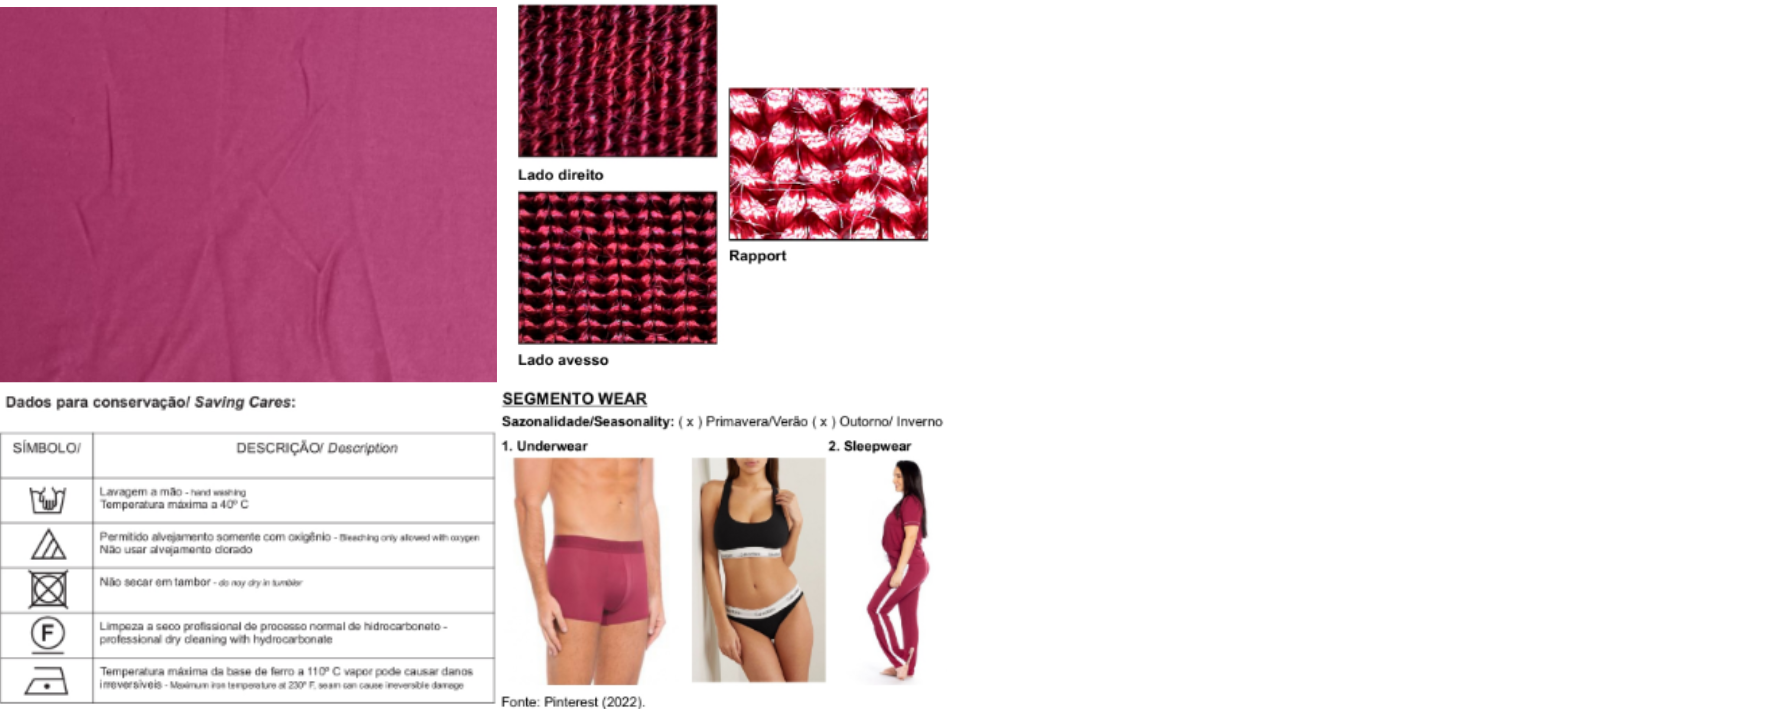 Lado direito
Rapport
Lado avesso
Dados para conservação/ Saving Cares:
SÍMBOLO/ DESCRIÇÃO/ Description
Lavagem a mão - hand washing
Temperatura máxima a 40º C
Permitido alvejamento somente com oxigênio - Bleaching only allowed with oxygen
Não usar alvejamento clorado
Não secar em tambor - do noy dry in tumbler
F
Limpeza a seco profissional de processo normal de hidrocarboneto -
professional dry cleaning with hydrocarbonate
Temperatura máxima da base de ferro a 110º C vapor pode causar danos
irreversíveis - Maximum iron temperature at 230º F, seam can cause irreversible damage
SEGMENTO WEAR
Sazonalidade/Seasonality: ( x ) Primavera/Verão ( x ) Outorno/ Inverno
1. Underwear
2. Sleepwear
Fonte: Pinterest (2022).